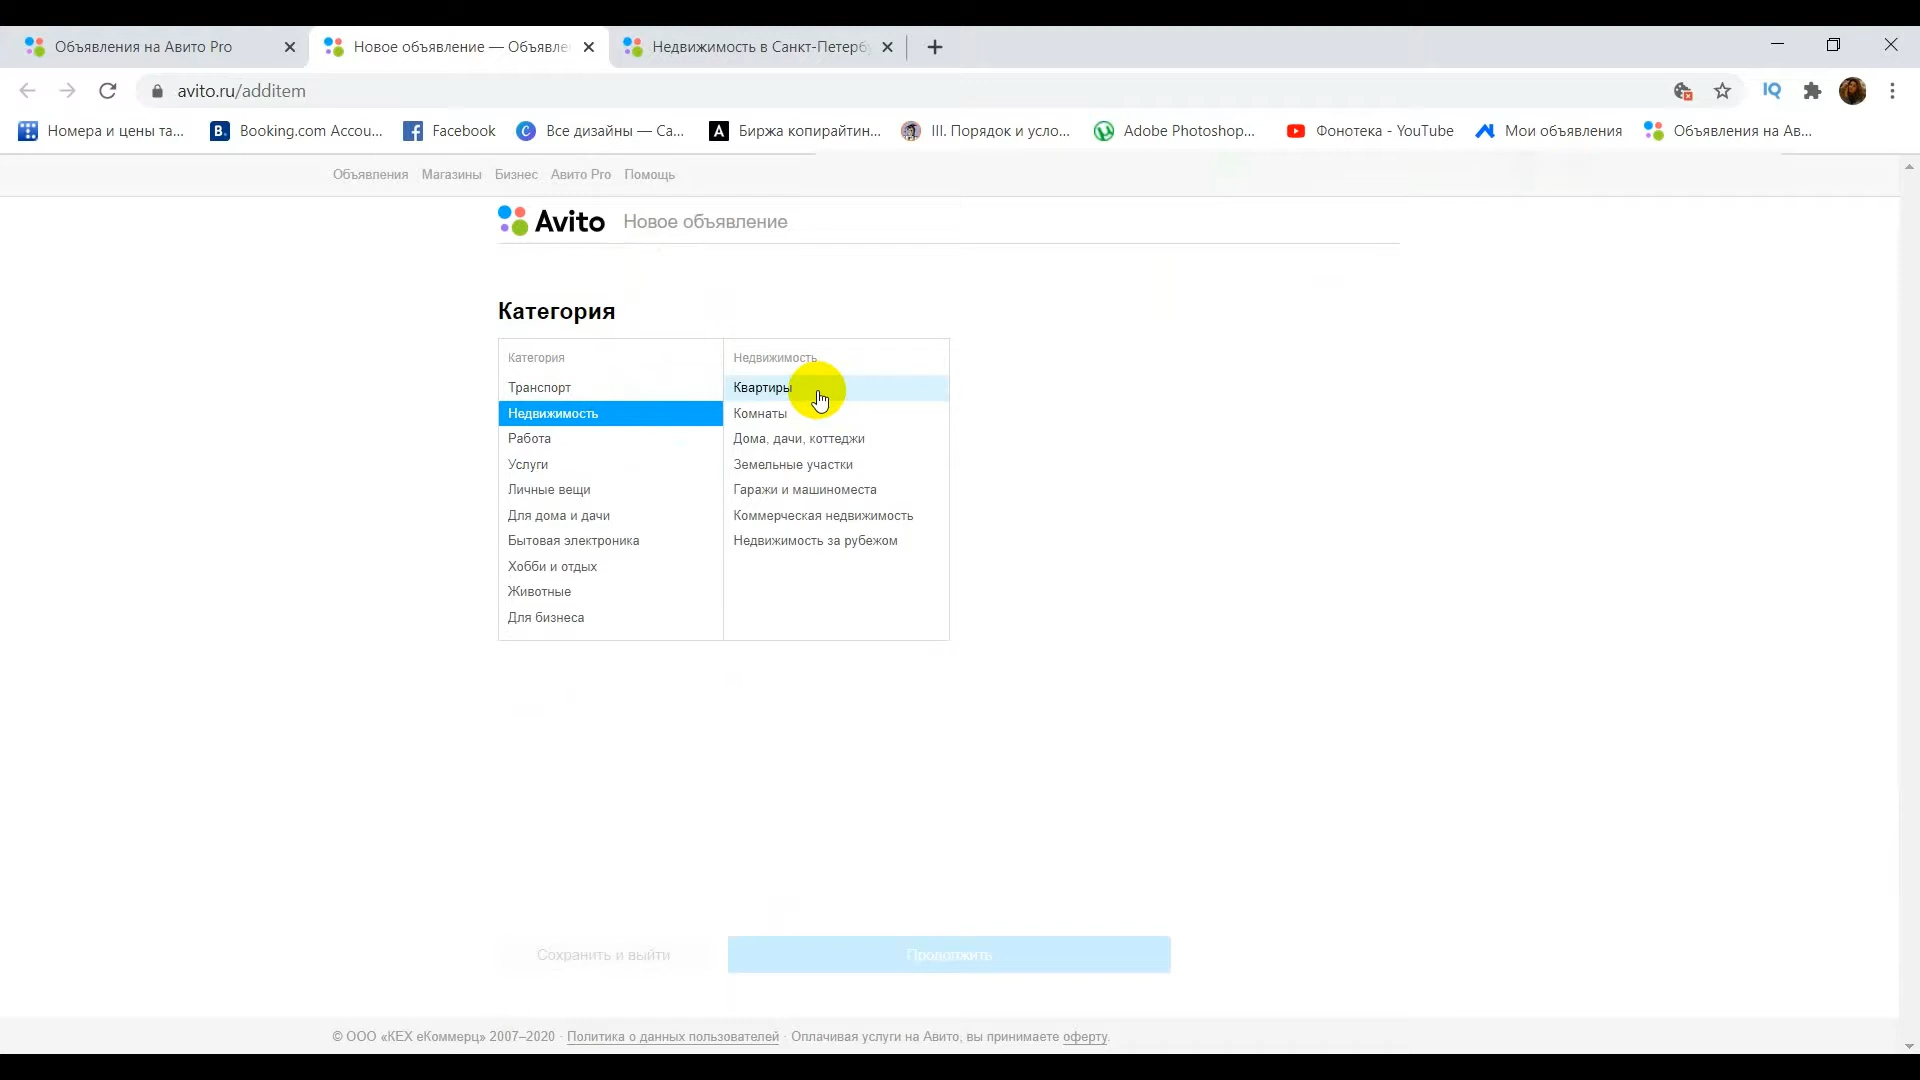 Объявления на Авито Pro
Новое объявление — Объявле
Недвижимость в Санкт-Петербу
avito.ru/additem
IQ
Номера и цены та...
B. Booking.com Accou...
Facebook
C Все дизайны — Ca...
A Биржа копирайтин...
III. Порядок и усло...
Adobe Photoshop...
Фонотека - YouTube
Мои объявления
Объявления на Ав...
Объявления Магазины Бизнес Авито Pro Помощь
Avito Новое объявление
Категория
Категория
Транспорт
Недвижимость
Работа
Услуги
Личные вещи
Для дома и дачи
Бытовая электроника
Хобби и отдых
Животные
Для бизнеса
Недвижимость
Квартиры
Комнаты
Дома, дачи, коттеджи
Земельные участки
Гаражи и машиноместа
Коммерческая недвижимость
Недвижимость за рубежом
Сохранить и выйти
Продолжить
© ООО «КЕХ еКоммерц» 2007–2020 · Политика о данных пользователей · Оплачивая услуги на Авито, вы принимаете оферту.